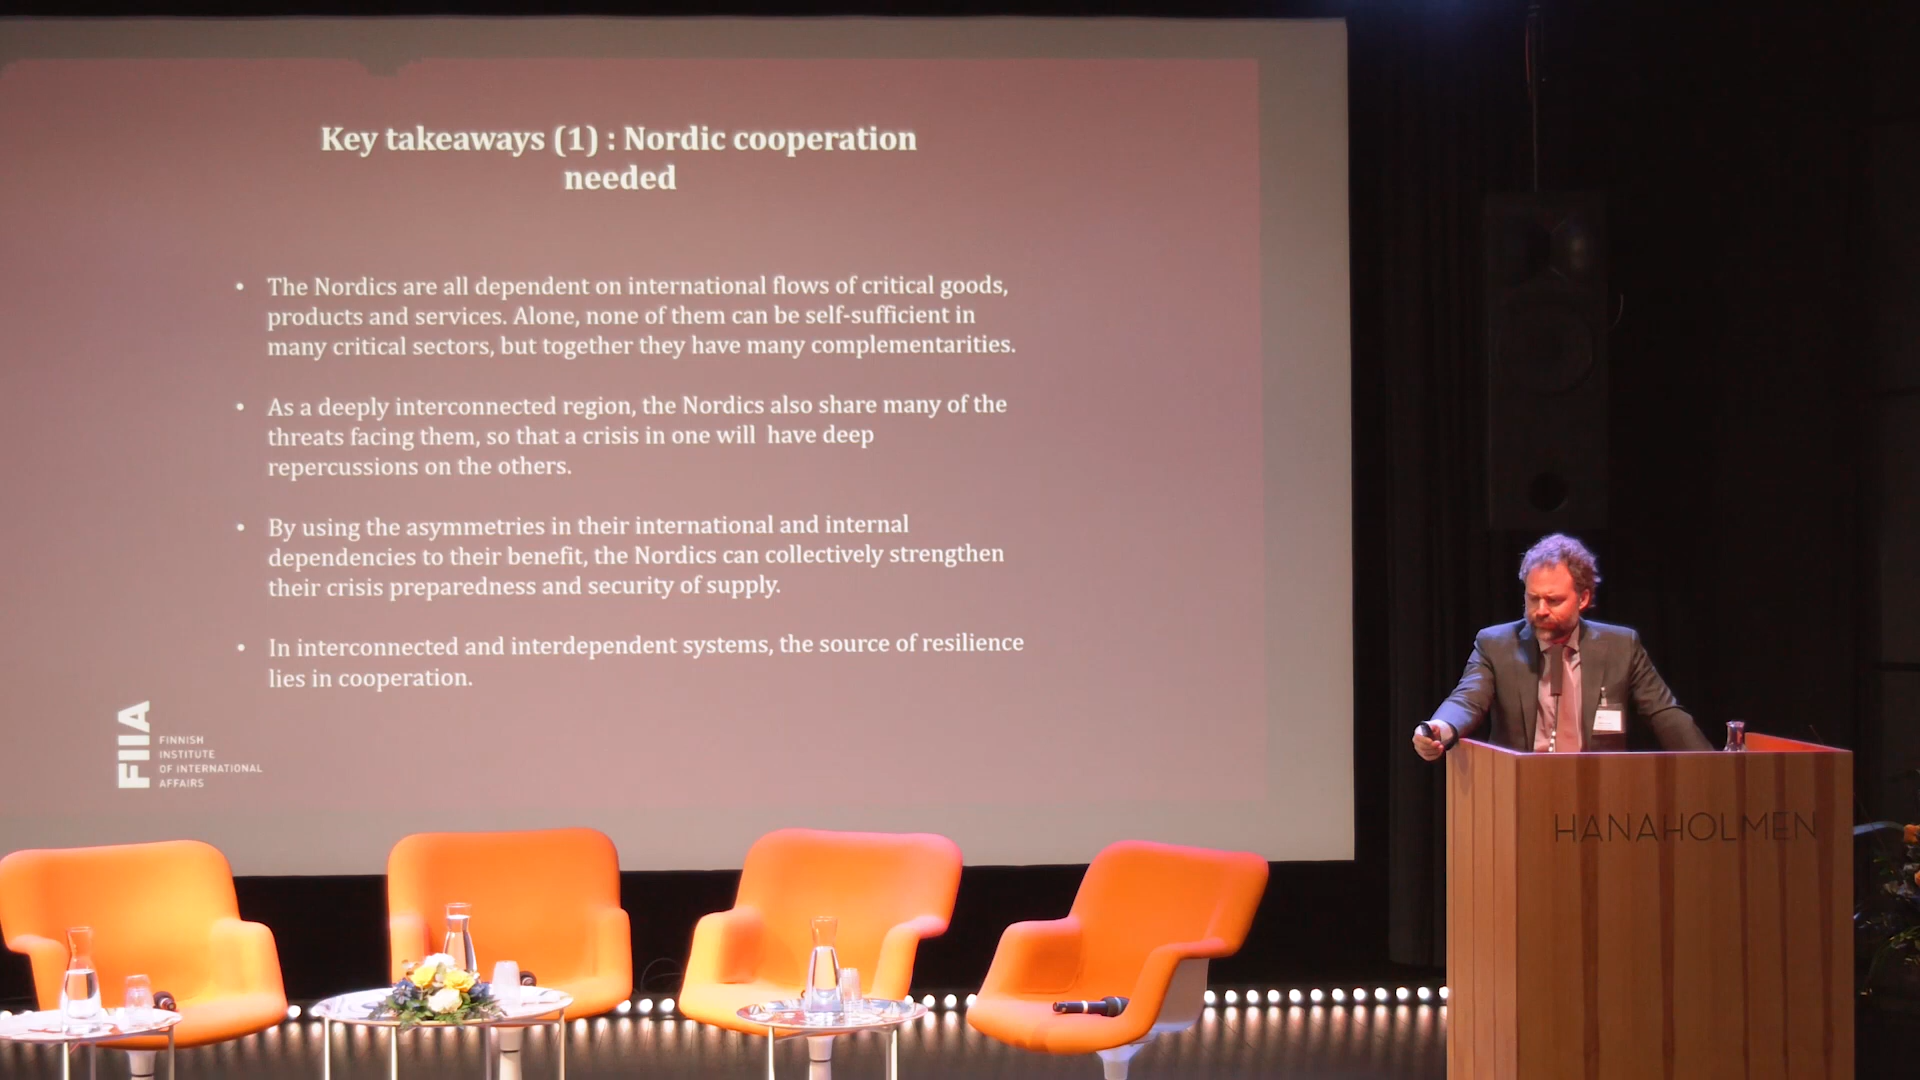 Key takeaways (1) : Nordic cooperation
needed
• The Nordics are all dependent on international flows of critical goods,
products and services. Alone, none of them can be self-sufficient in
many critical sectors, but together they have many complementarities.
• As a deeply interconnected region, the Nordics also share many of the
threats facing them, so that a crisis in one will  have deep
repercussions on the others.
• By using the asymmetries in their international and internal
dependencies to their benefit, the Nordics can collectively strengthen
their crisis preparedness and security of supply.
• In interconnected and interdependent systems, the source of resilience
lies in cooperation.
FIIA
FINNISH
INSTITUTE
OF INTERNATIONAL
AFFAIRS
HANAHOLMEN